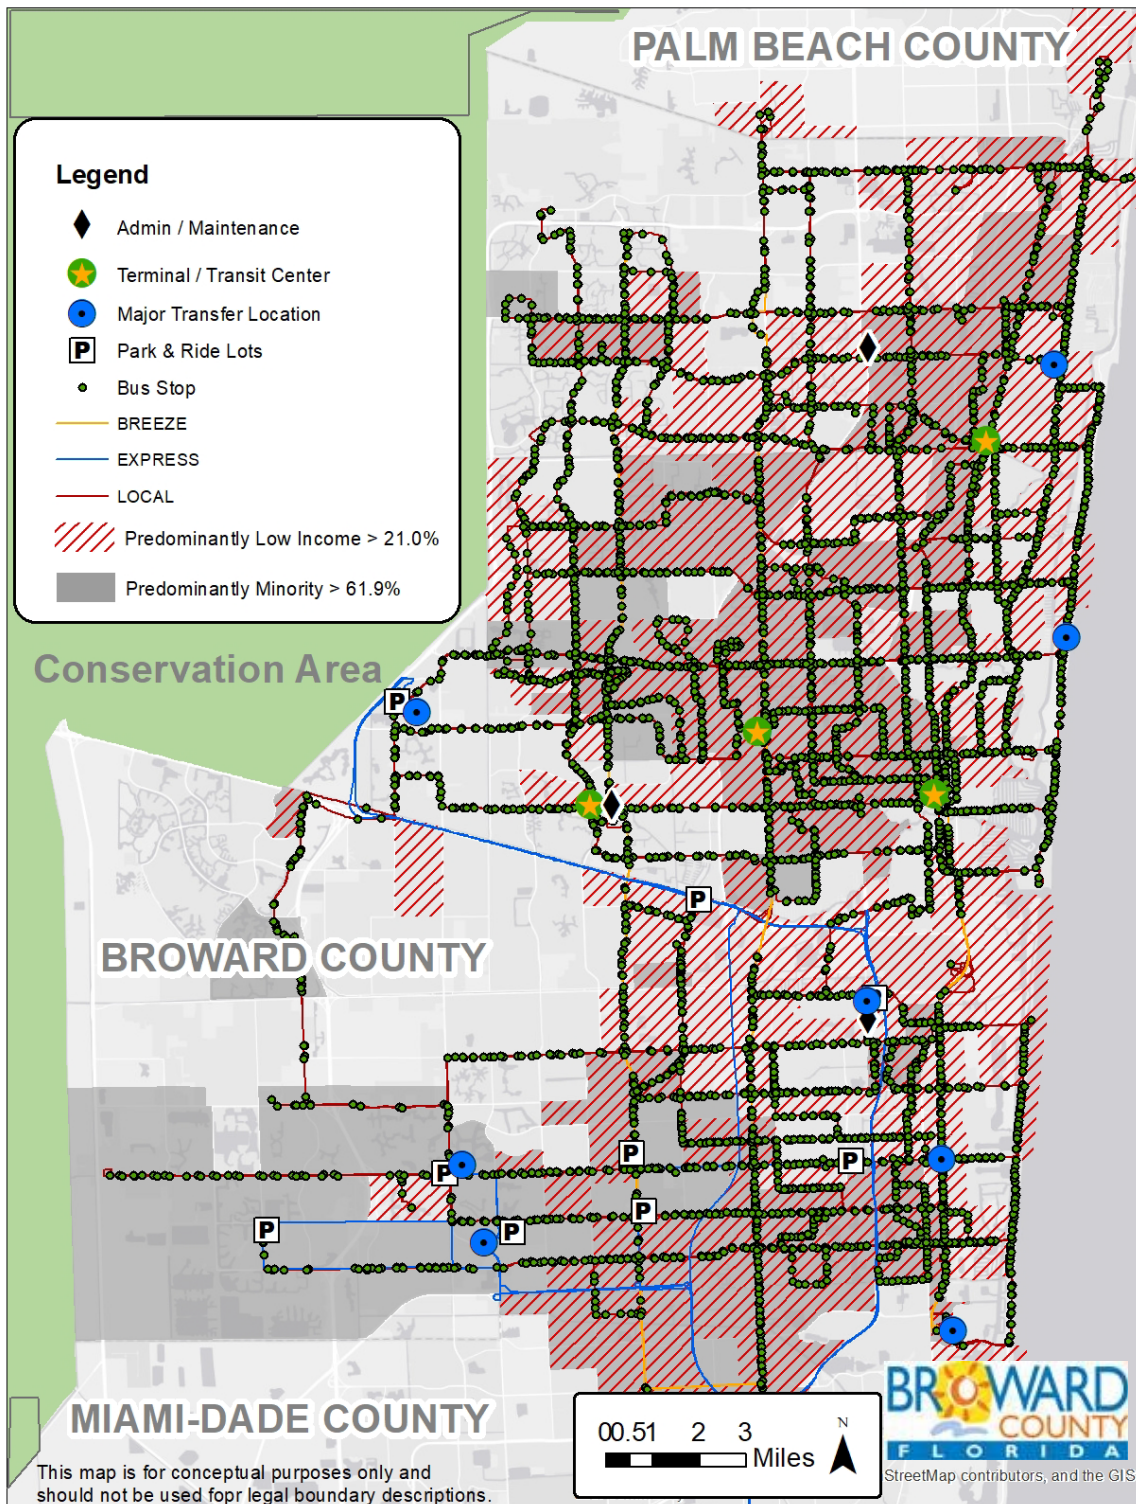 PALM BEACH COUNTY
Legend
Admin / Maintenance
Terminal / Transit Center
Major Transfer Location
P Park & Ride Lots
Bus Stop
BREEZE
EXPRESS
LOCAL
Predominantly Low Income > 21.0%
Predominantly Minority > 61.9%
Conservation Area
P
P
BROWARD COUNTY
P
P
P
P
P
P
MIAMI-DADE COUNTY
This map is for conceptual purposes only and
should not be used fopr legal boundary descriptions.
00.51 2 3
Miles
N
BROWARD
COUNTY
FLORIDA
StreetMap contributors, and the GIS